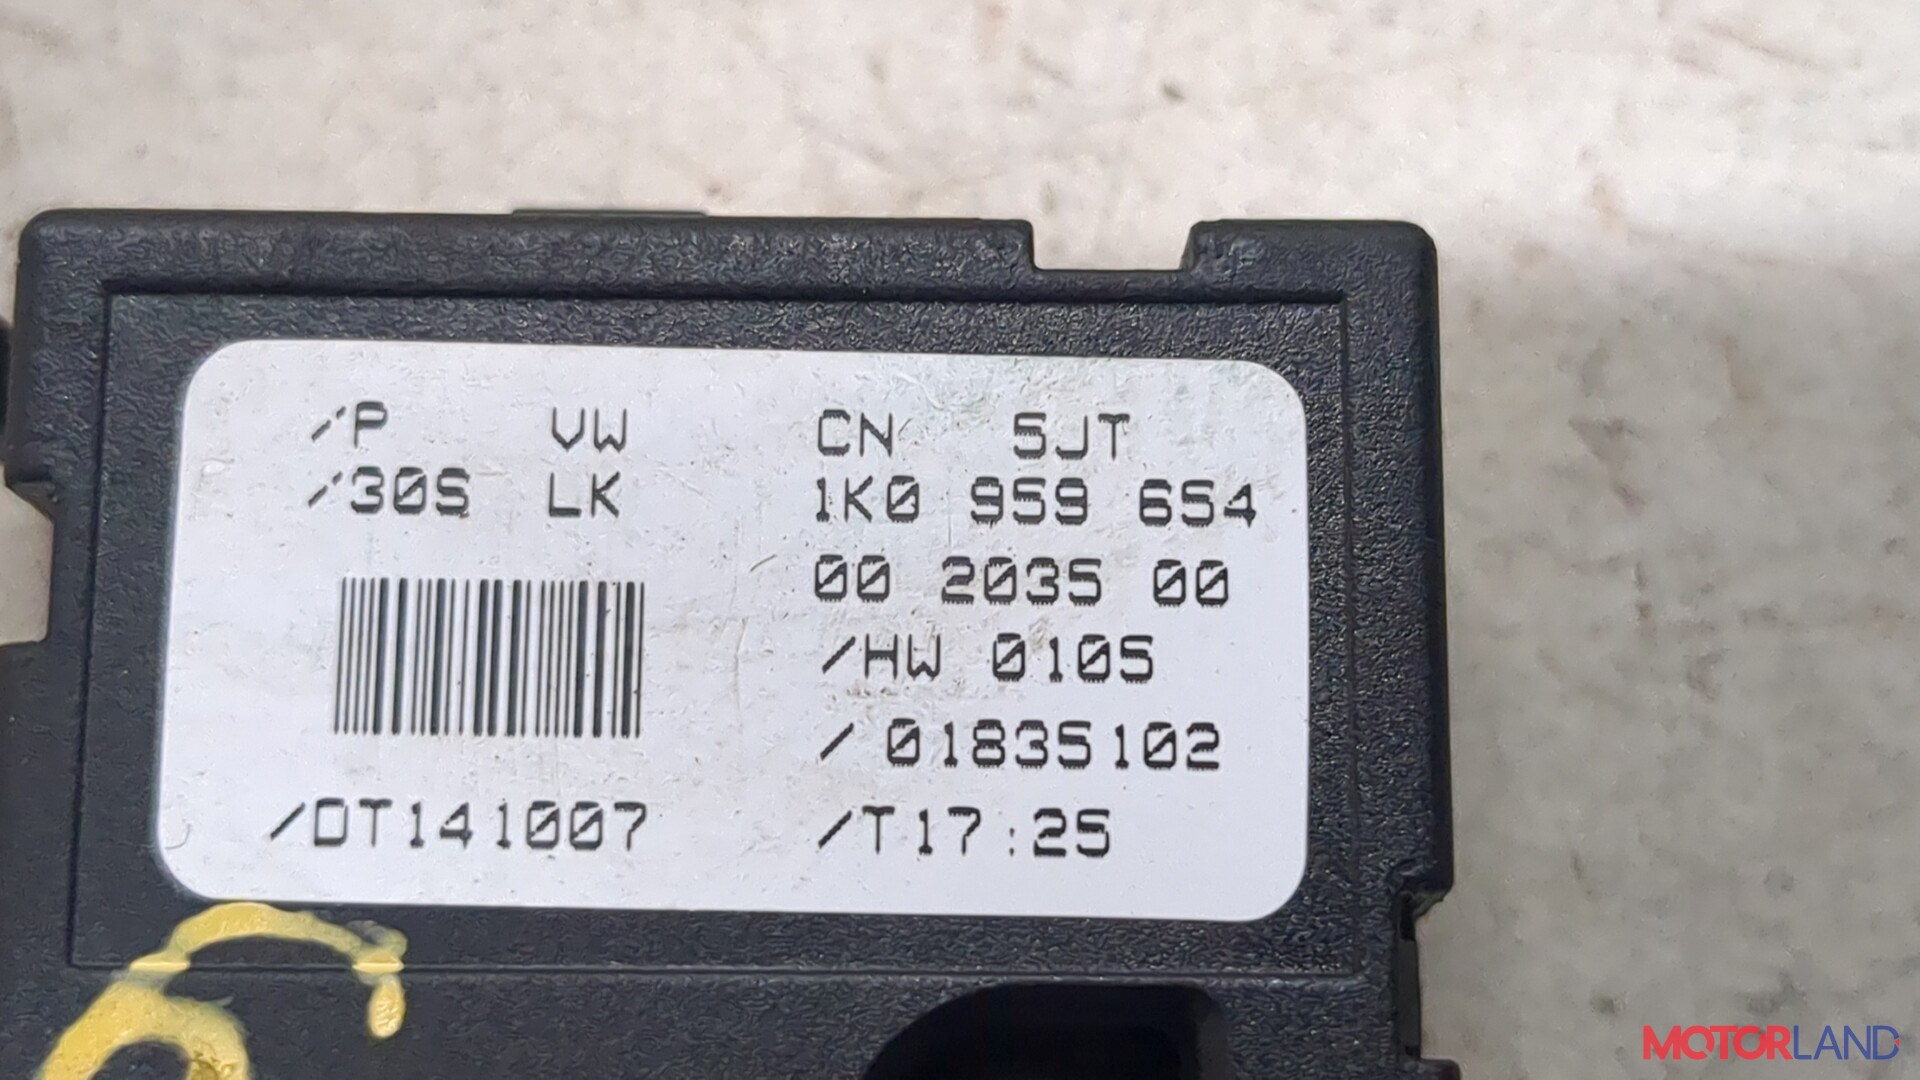 /P VW CN 5JT
/30S LK 1K0 959 654
00 2035 00
/HW 0105
/ 01835102
/DT141007 /T17:25
MOTORLAND